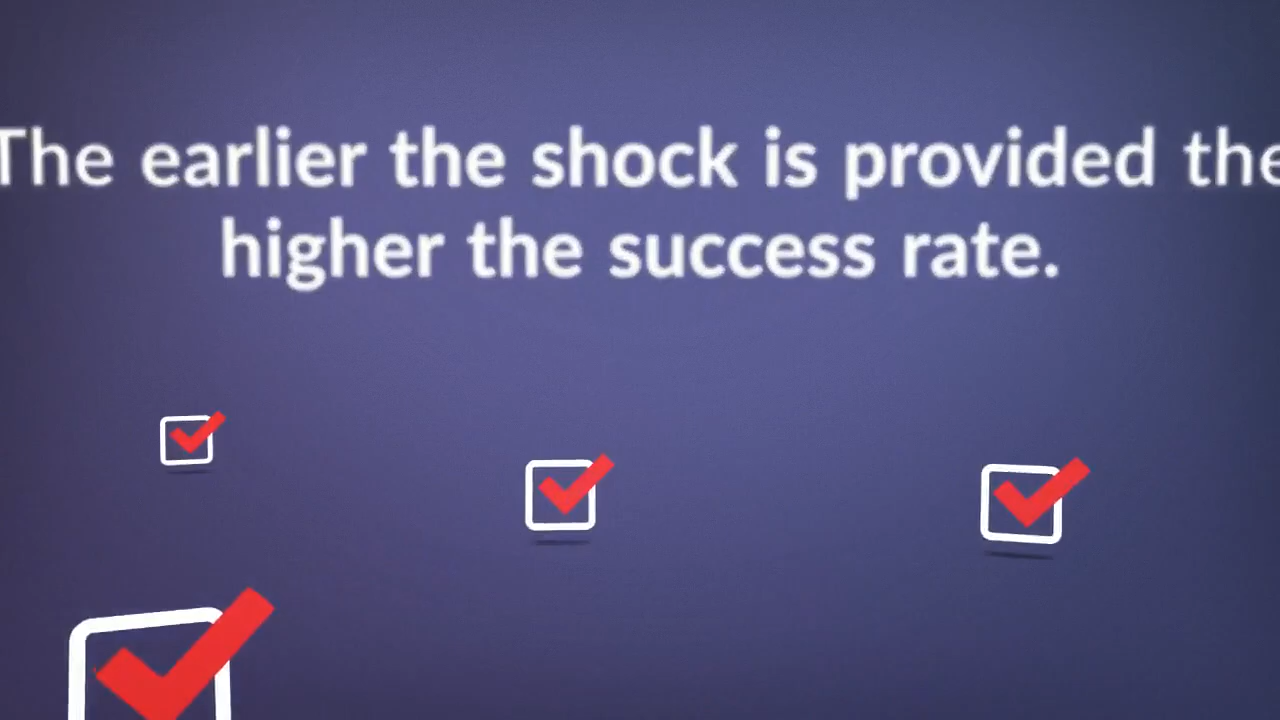 The earlier the shock is provided the
higher the success rate.